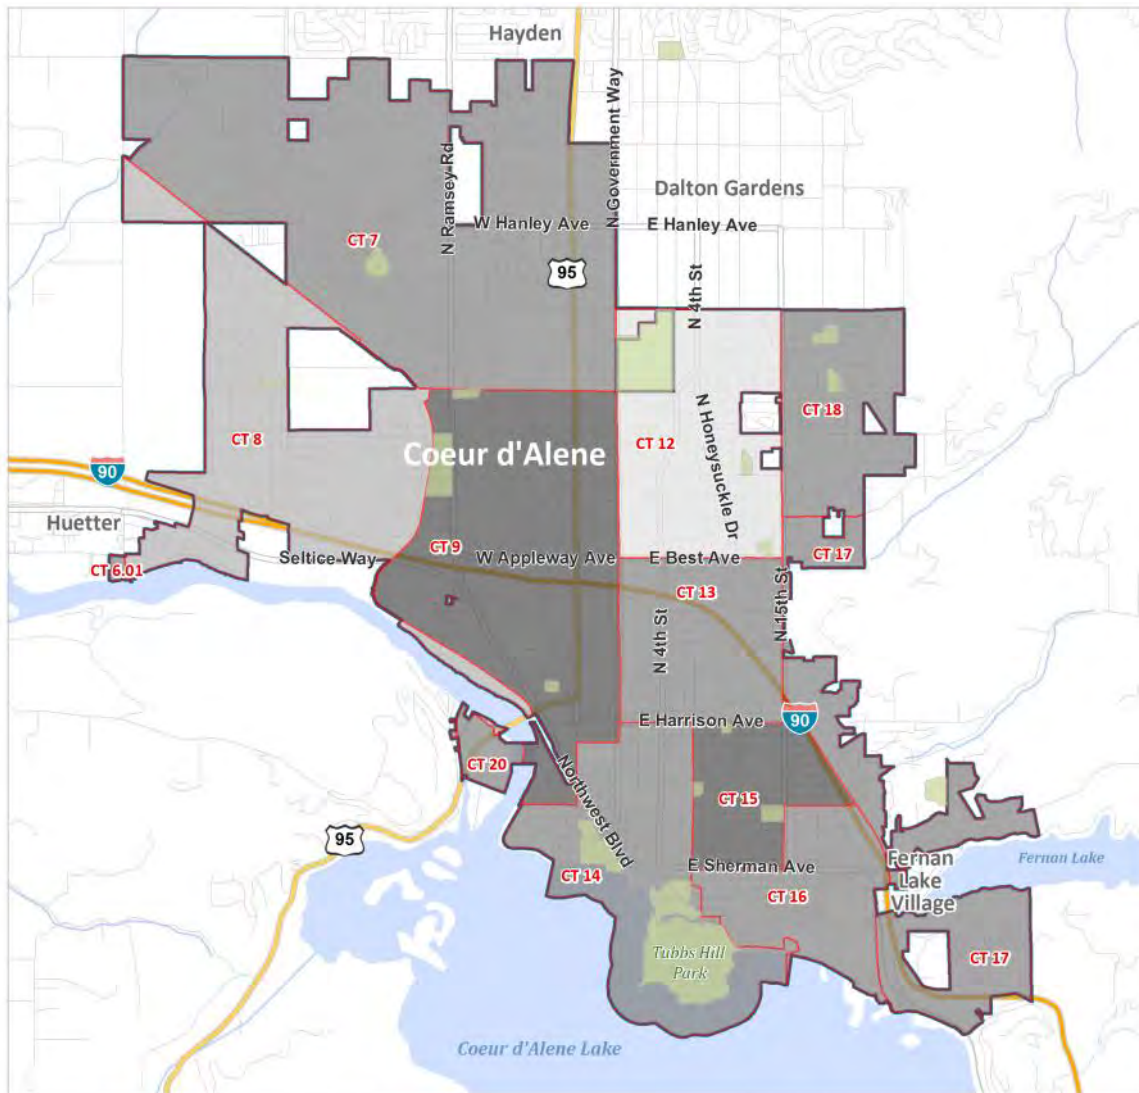 Hayden
N Government Way
N Ramsey Rd
Dalton Gardens
W Hanley Ave
E Hanley Ave
CT 7
95
N 4th St
N Honeysuckle Dr
CT 18
CT 8
CT 12
Coeur d'Alene
90
Huetter
Seltice Way
CT 9
W Appleway Ave
E Best Ave
CT 17
CT 6.01
CT 13
N 15th St
N 4th St
E Harrison Ave
90
CT 20
Northwest Blvd
CT 15
95
E Sherman Ave
Fernan
Lake
Village
Fernan Lake
CT 14
CT 16
Tubbs Hill
Park
CT 17
Coeur d'Alene Lake